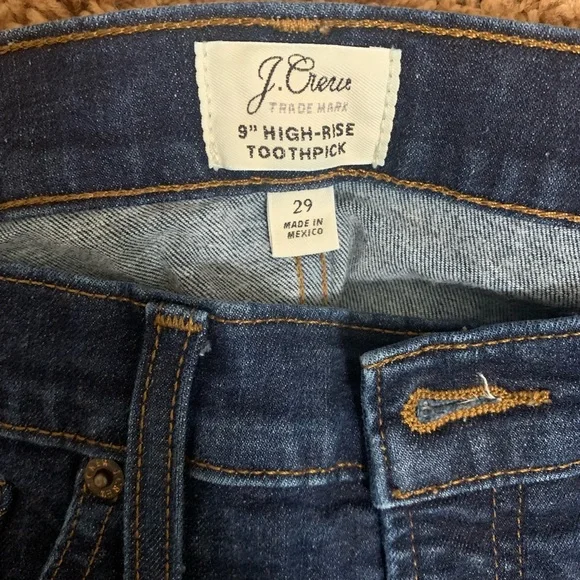 J.Crew
TRADE MARK
9" HIGH-RISE
TOOTHPICK
29
MADE IN
MEXICO